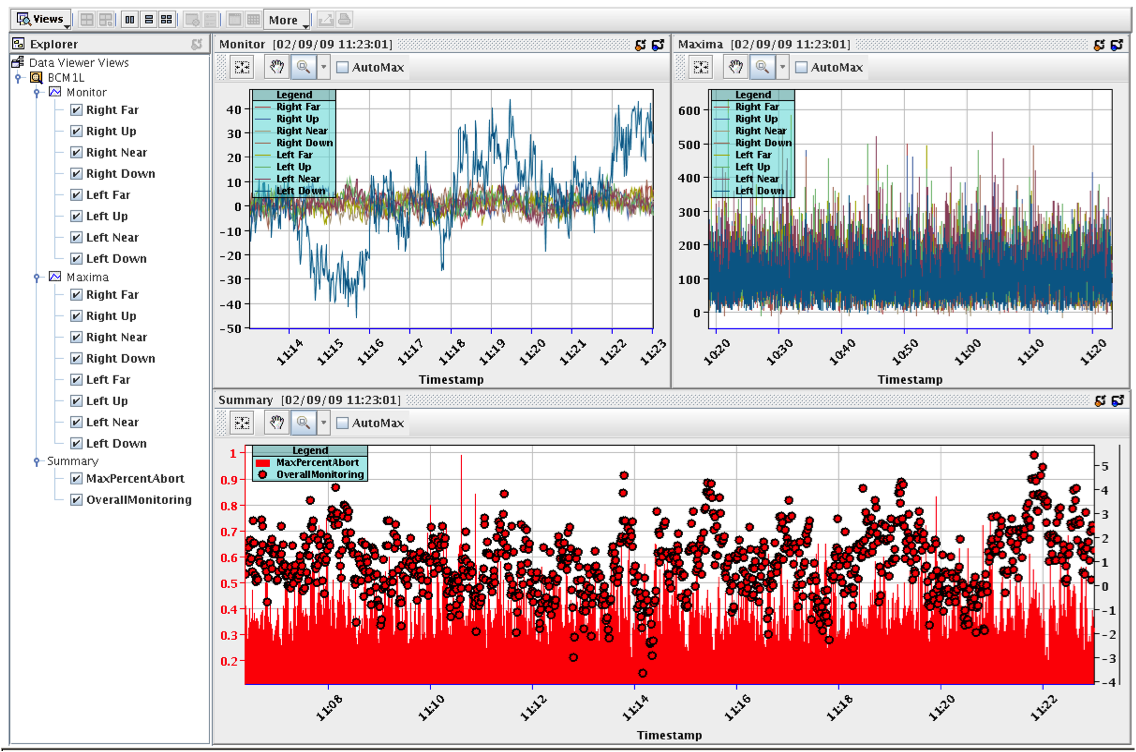 Views
More
Explorer
Data Viewer Views
BCM1L
Monitor
Right Far
Right Up
Right Near
Right Down
Left Far
Left Up
Left Near
Left Down
Maxima
Right Far
Right Up
Right Near
Right Down
Left Far
Left Up
Left Near
Left Down
Summary
MaxPercentAbort
OverallMonitoring
Monitor [02/09/09 11:23:01]
AutoMax
Legend
Right Far
Right Up
Right Near
Right Down
Left Far
Left Up
Left Near
Left Down
40
30
20
10
0
-10
-20
-30
-40
-50
11:14 11:15 11:16 11:17 11:18 11:19 11:20 11:21 11:22 11:23
Timestamp
Maxima [02/09/09 11:23:01]
AutoMax
Legend
Right Far
Right Up
Right Near
Right Down
Left Far
Left Up
Left Near
Left Down
600
500
400
300
200
100
0
10:20 10:30 10:40 10:50 11:00 11:10 11:20
Timestamp
Summary [02/09/09 11:23:01]
AutoMax
Legend
MaxPercentAbort
OverallMonitoring
1
0.9
0.8
0.7
0.6
0.5
0.4
0.3
0.2
5
4
3
2
1
0
-1
-2
-3
-4
11:08 11:10 11:12 11:14 11:16 11:18 11:20 11:22
Timestamp